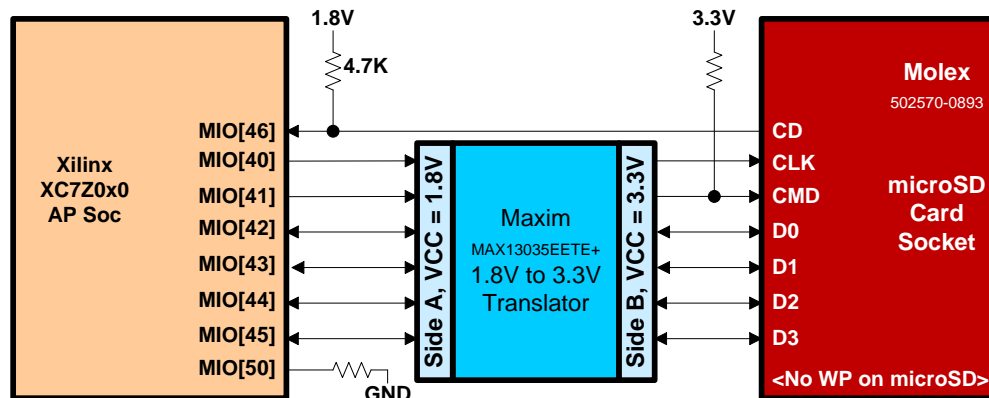 1.8V
3.3V
4.7K
Molex
502570-0893
MIO[46]
CD
Xilinx
XC7Z0x0
AP Soc
MIO[40]
MIO[41]
MIO[42]
MIO[43]
MIO[44]
MIO[45]
MIO[50]
GND
Side A, VCC = 1.8V
Maxim
MAX13035EETE+
1.8V to 3.3V
Translator
Side B, VCC = 3.3V
CLK
CMD
D0
D1
D2
D3
microSD
Card
Socket
<No WP on microSD>